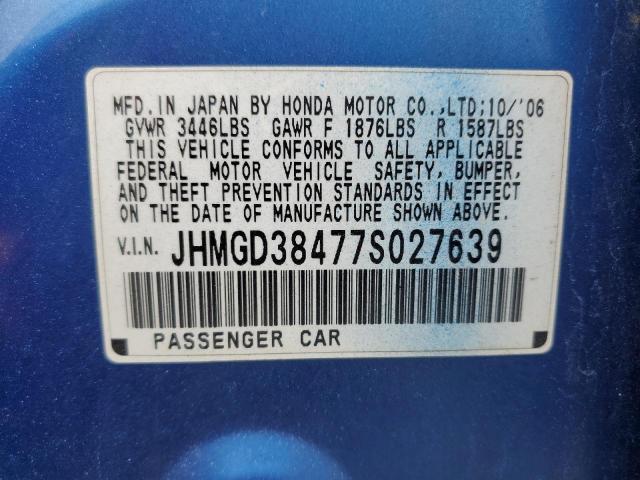 MFD. IN JAPAN BY HONDA MOTOR CO.,LTD;10/'06
GVWR 3446LBS GAWR F 1876LBS R 1587LBS
THIS VEHICLE CONFORMS TO ALL APPLICABLE
FEDERAL MOTOR VEHICLE SAFETY, BUMPER,
AND THEFT PREVENTION STANDARDS IN EFFECT
ON THE DATE OF MANUFACTURE SHOWN ABOVE.
V.I.N. JHMGD38477S027639
PASSENGER CAR